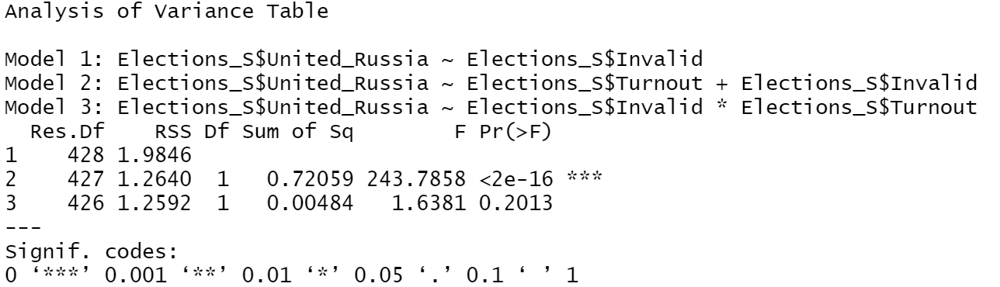 Analysis of Variance Table
Model 1: Elections_S$United_Russia ~ Elections_S$Invalid
Model 2: Elections_S$United_Russia ~ Elections_S$Turnout + Elections_S$Invalid
Model 3: Elections_S$United_Russia ~ Elections_S$Invalid * Elections_S$Turnout
  Res.Df    RSS Df Sum of Sq        F Pr(>F)
1    428 1.9846
2    427 1.2640  1   0.72059 243.7858 <2e-16 ***
3    426 1.2592  1   0.00484   1.6381 0.2013
---
Signif. codes:
0 ‘***’ 0.001 ‘**’ 0.01 ‘*’ 0.05 ‘.’ 0.1 ‘ ’ 1